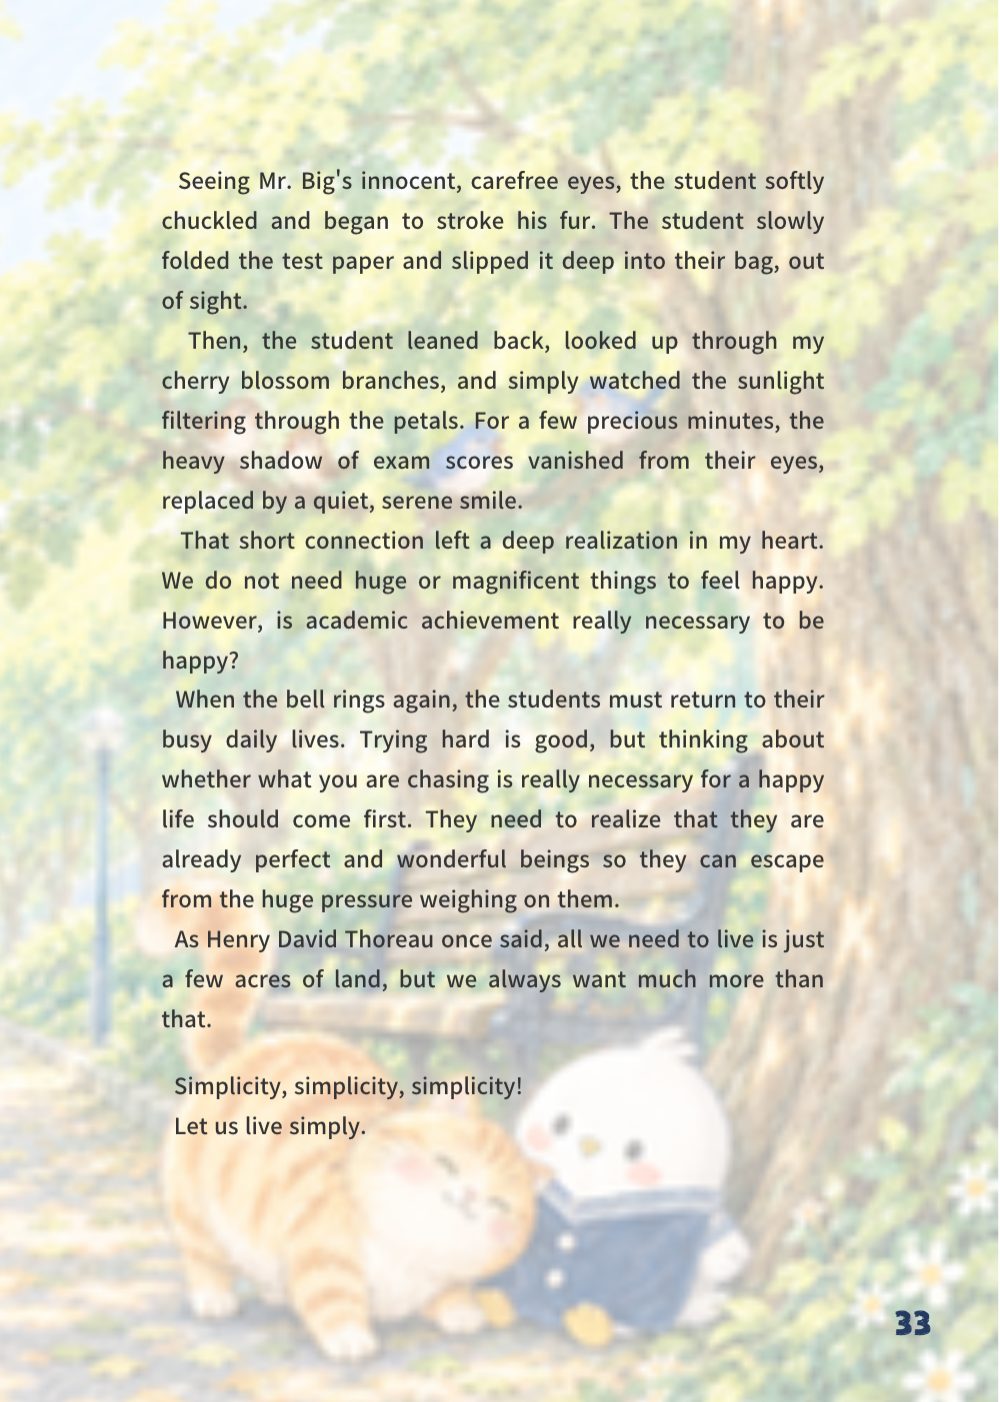 Seeing Mr. Big's innocent, carefree eyes, the student softly
chuckled and began to stroke his fur. The student slowly
folded the test paper and slipped it deep into their bag, out
of sight.
Then, the student leaned back, looked up through my
cherry blossom branches, and simply watched the sunlight
filtering through the petals. For a few precious minutes, the
heavy shadow of exam scores vanished from their eyes,
replaced by a quiet, serene smile.
That short connection left a deep realization in my heart.
We do not need huge or magnificent things to feel happy.
However, is academic achievement really necessary to be
happy?
When the bell rings again, the students must return to their
busy daily lives. Trying hard is good, but thinking about
whether what you are chasing is really necessary for a happy
life should come first. They need to realize that they are
already perfect and wonderful beings so they can escape
from the huge pressure weighing on them.
As Henry David Thoreau once said, all we need to live is just
a few acres of land, but we always want much more than
that.
Simplicity, simplicity, simplicity!
Let us live simply.
33